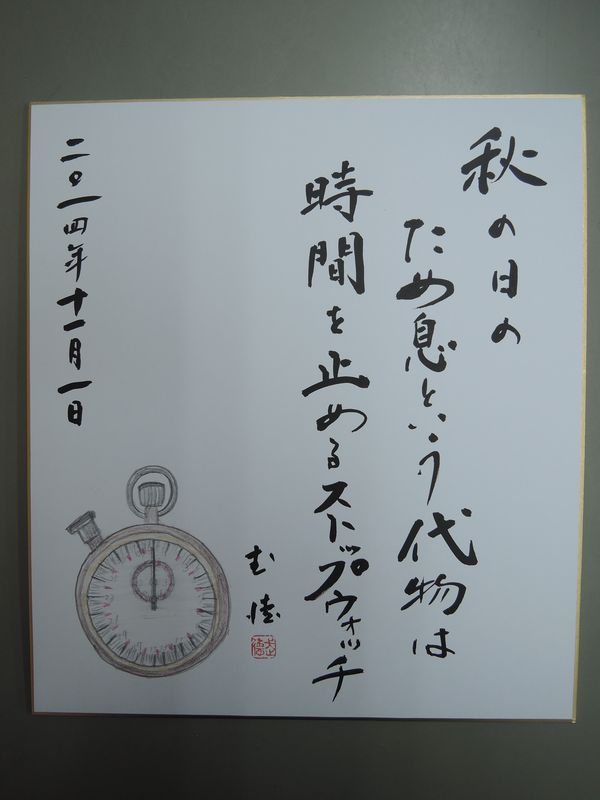 秋の日の
ため息という代物は
時間を止めるストップウォッチ
二〇一四年十一月一日